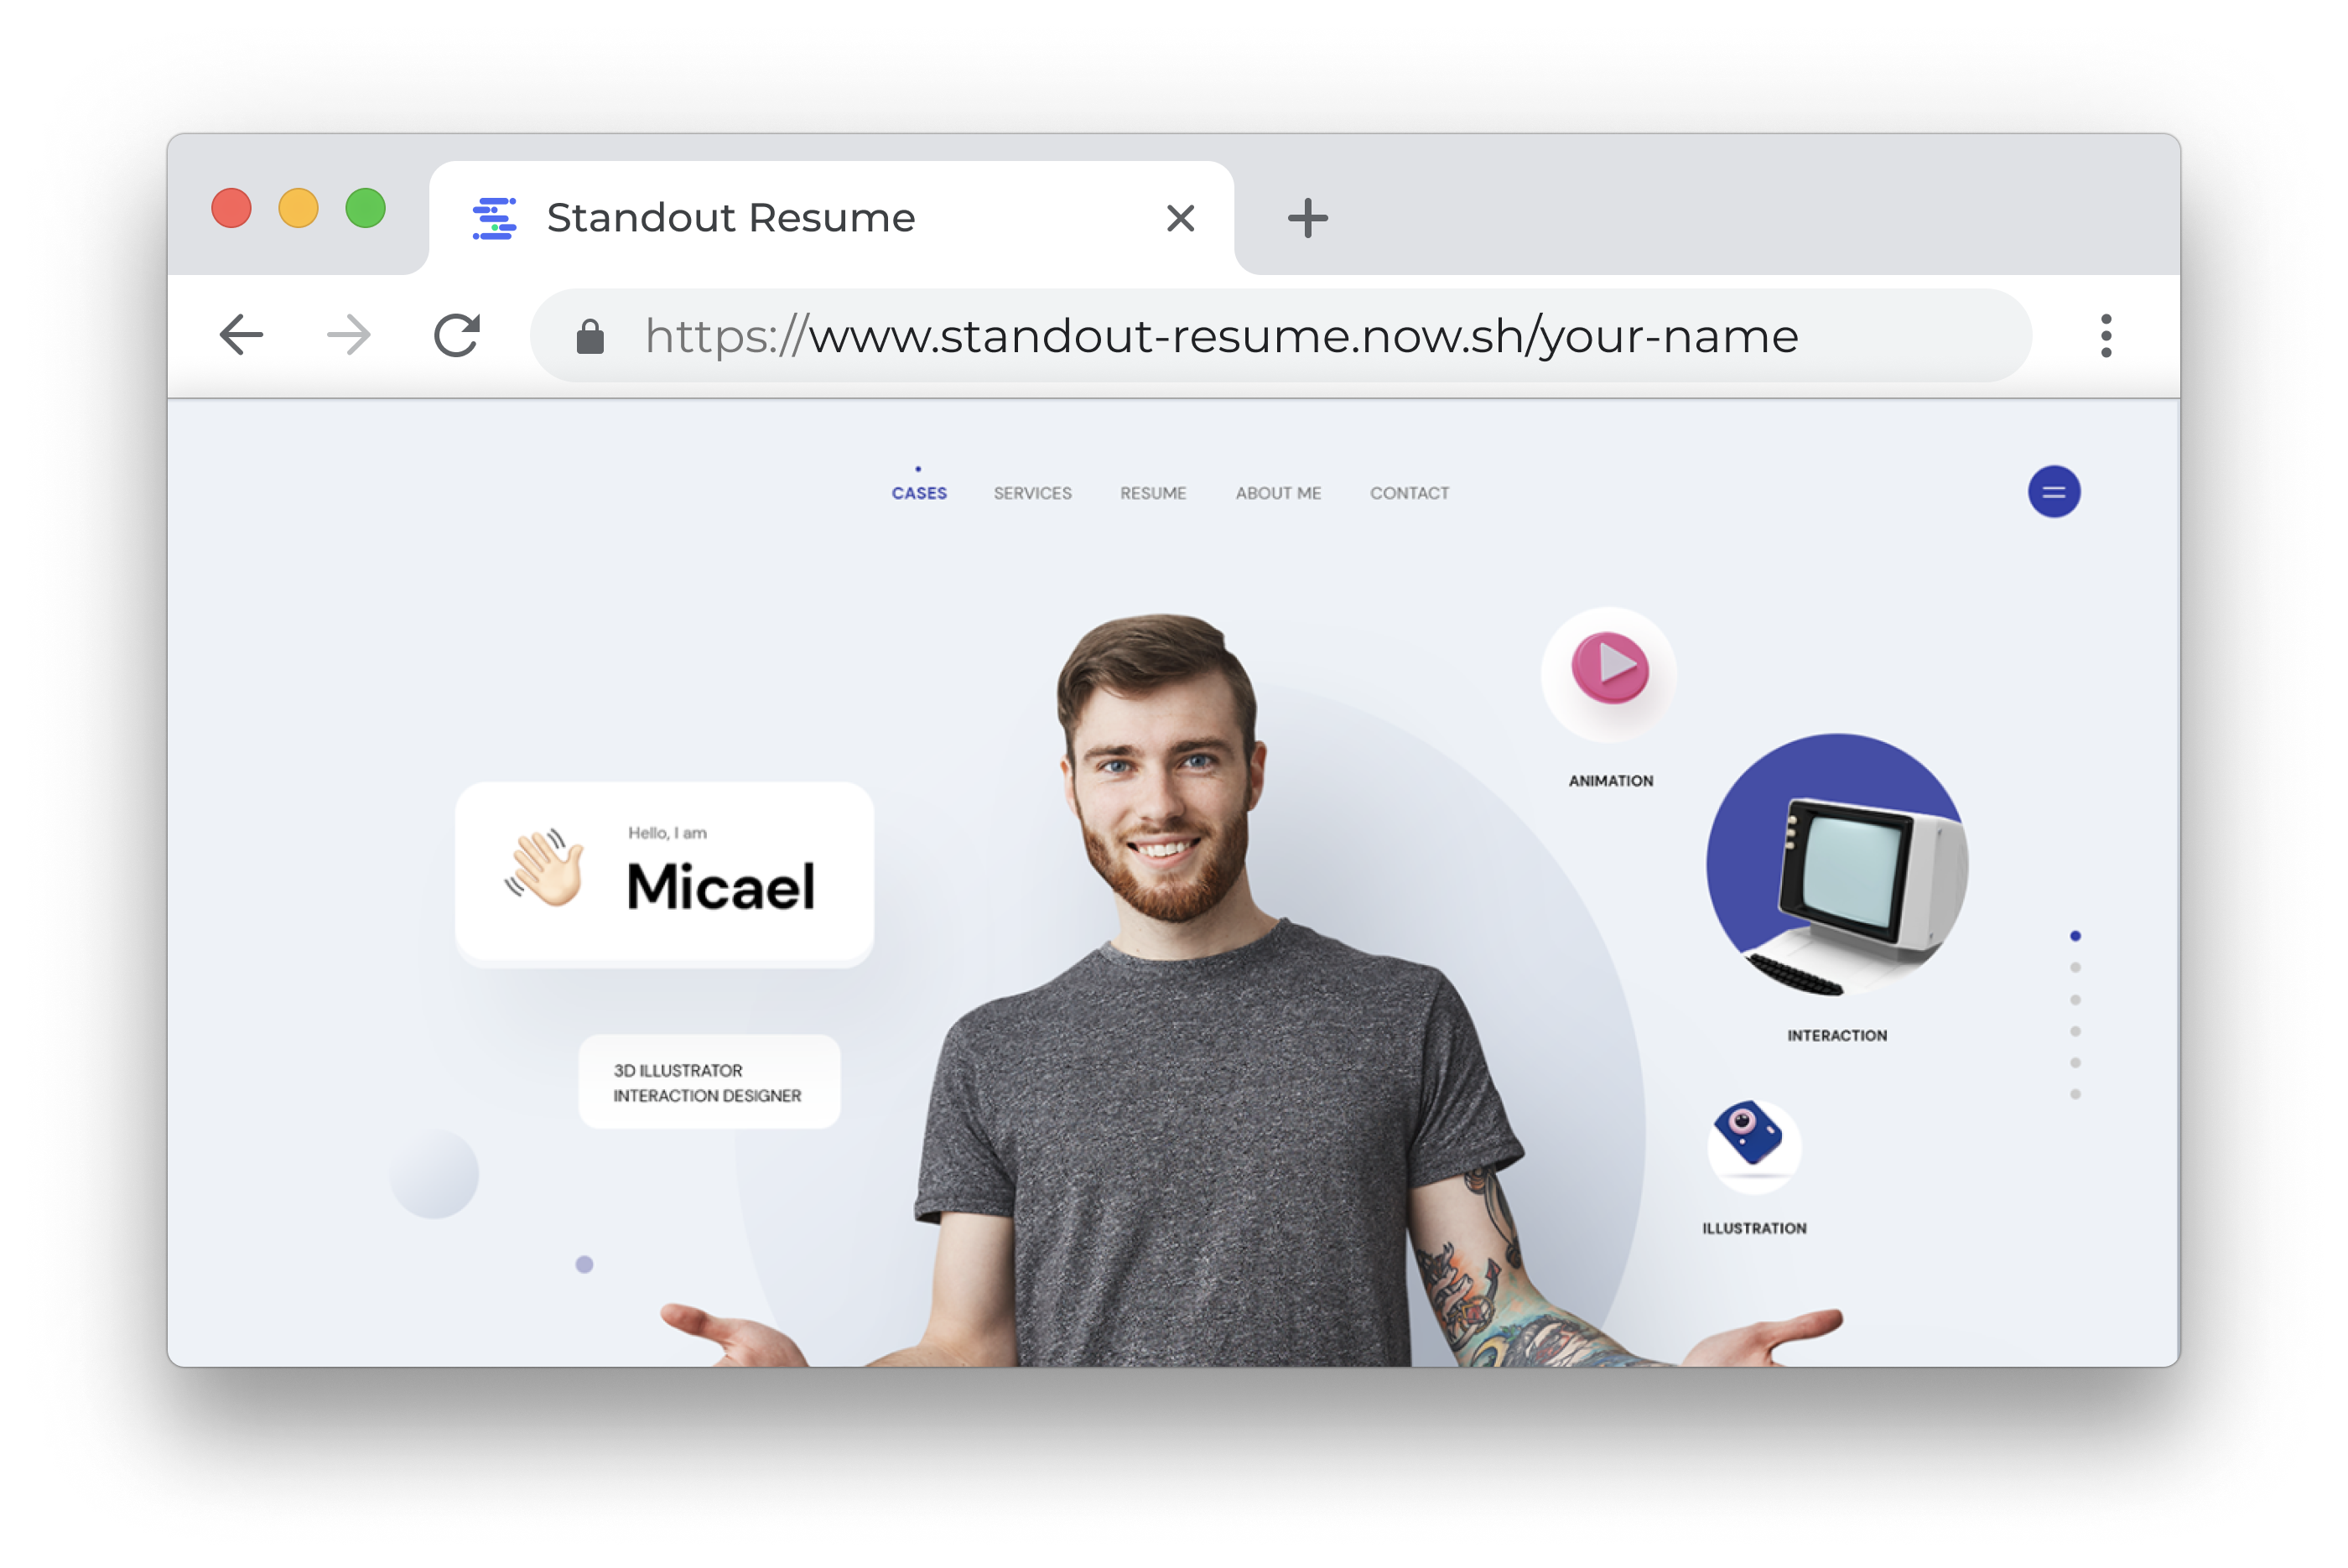 Standout Resume
https://www.standout-resume.now.sh/your-name
CASES SERVICES RESUME ABOUT ME CONTACT
ANIMATION
Hello, I am
Micael
INTERACTION
3D ILLUSTRATOR
INTERACTION DESIGNER
ILLUSTRATION